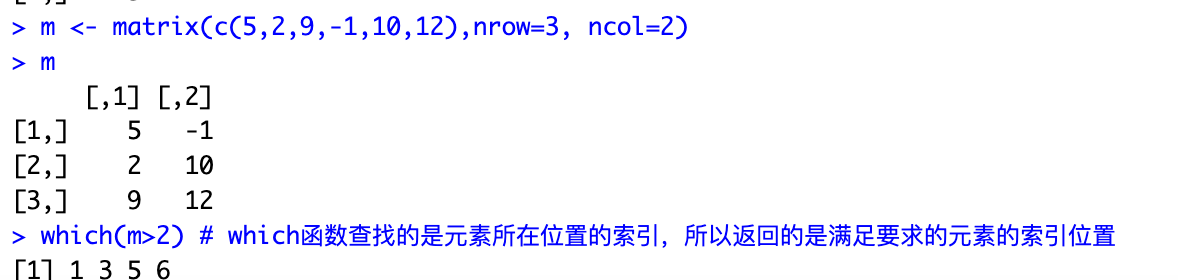 > m <- matrix(c(5,2,9,-1,10,12),nrow=3, ncol=2)
> m
     [,1] [,2]
[1,]    5   -1
[2,]    2   10
[3,]    9   12
> which(m>2) # which函数查找的是元素所在位置的索引，所以返回的是满足要求的元素的索引位置
[1] 1 3 5 6